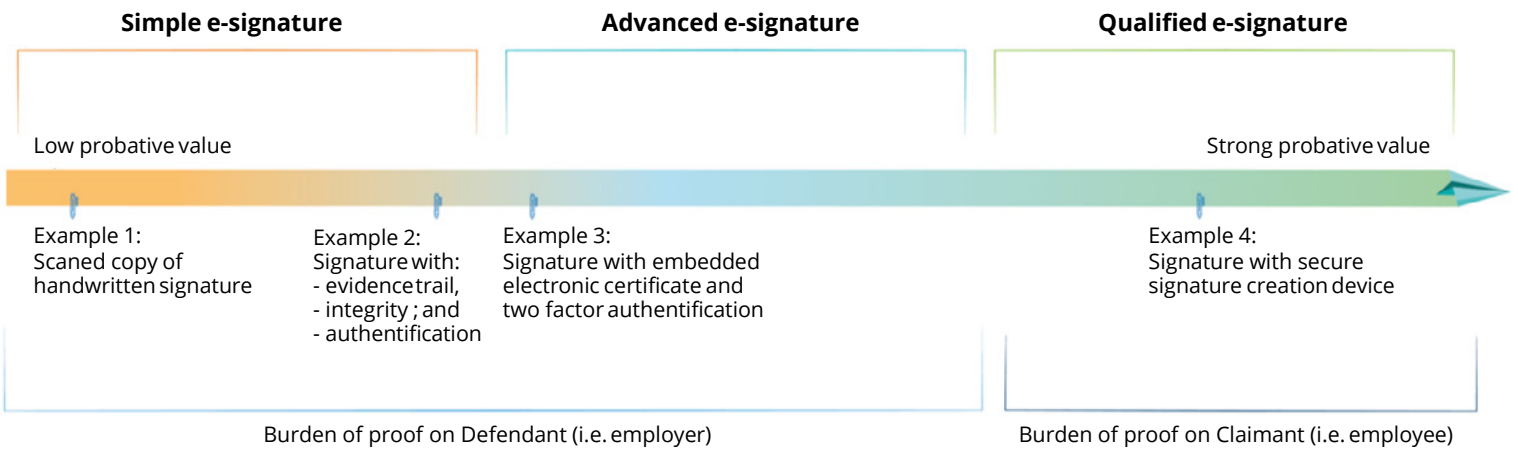 Simple e-signature
Advanced e-signature
Qualified e-signature
Low probative value
Strong probative value
Example 1:
Scaned copy of
handwritten signature
Example 2:
Signature with:
- evidence trail,
- integrity ; and
- authentification
Example 3:
Signature with embedded
electronic certificate and
two factor authentification
Example 4:
Signature with secure
signature creation device
Burden of proof on Defendant (i.e. employer)
Burden of proof on Claimant (i.e. employee)